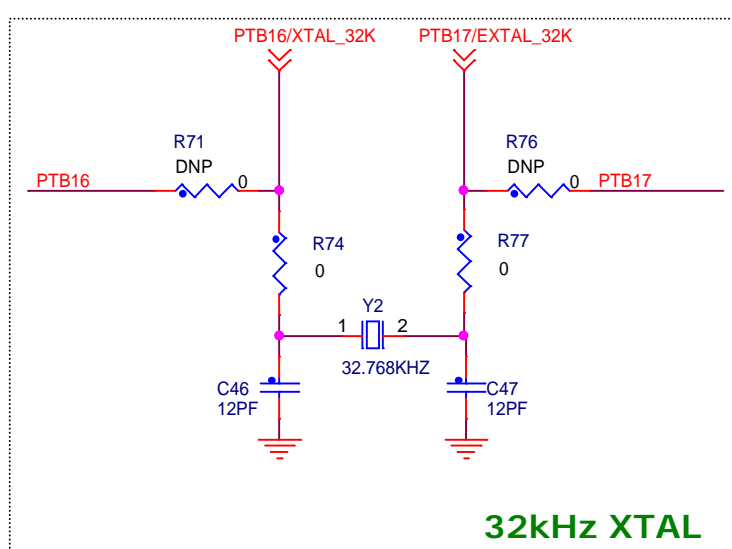 PTB16/XTAL_32K PTB17/EXTAL_32K
R71 R76
DNP DNP
PTB16 0 0 PTB17
R74 R77
0 0
Y2
1 2
32.768KHZ
C46 C47
12PF 12PF
32kHz XTAL